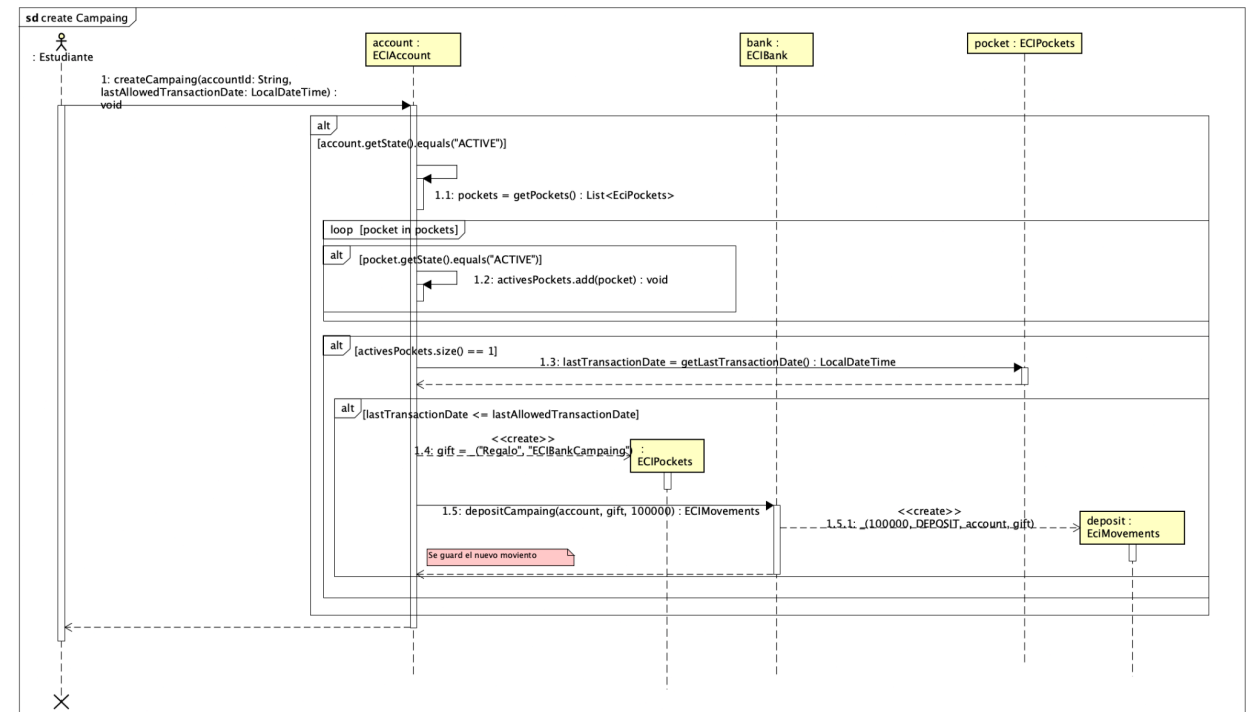 sd create Campaing
: Estudiante
account :
ECIAccount
bank :
ECIBank
pocket : ECIPockets
1: createCampaing(accountId: String,
lastAllowedTransactionDate: LocalDateTime) :
void
alt
[account.getState().equals("ACTIVE")]
1.1: pockets = getPockets() : List<EciPockets>
loop [pocket in pockets]
alt
[pocket.getState().equals("ACTIVE")]
1.2: activesPockets.add(pocket) : void
alt
[activesPockets.size() == 1]
1.3: lastTransactionDate = getLastTransactionDate() : LocalDateTime
alt
[lastTransactionDate <= lastAllowedTransactionDate]
<<create>>
1.4: gift = _("Regalo", "ECIBankCampaing")
:
ECIPockets
1.5: depositCampaing(account, gift, 100000) : ECIMovements
<<create>>
1.5.1: _(100000, DEPOSIT, account, gift)
deposit :
EciMovements
Se guard el nuevo moviento